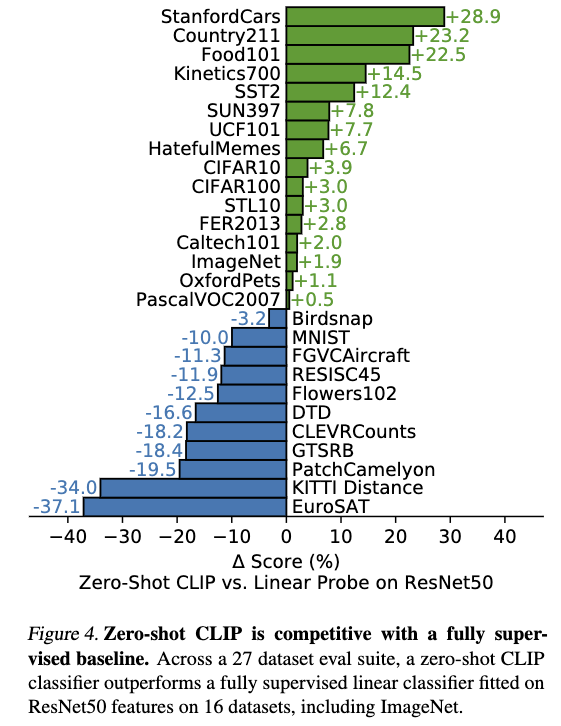 StanfordCars +28.9
Country211 +23.2
Food101 +22.5
Kinetics700 +14.5
SST2 +12.4
SUN397 +7.8
UCF101 +7.7
HatefulMemes +6.7
CIFAR10 +3.9
CIFAR100 +3.0
STL10 +3.0
FER2013 +2.8
Caltech101 +2.0
ImageNet +1.9
OxfordPets +1.1
PascalVOC2007 +0.5
-3.2 Birdsnap
-10.0 MNIST
-11.3 FGVCAircraft
-11.9 RESISC45
-12.5 Flowers102
-16.6 DTD
-18.2 CLEVRCounts
-18.4 GTSRB
-19.5 PatchCamelyon
-34.0 KITTI Distance
-37.1 EuroSAT
−40 −30 −20 −10 0 10 20 30 40
Δ Score (%)
Zero-Shot CLIP vs. Linear Probe on ResNet50
Figure 4. Zero-shot CLIP is competitive with a fully super-
vised baseline. Across a 27 dataset eval suite, a zero-shot CLIP
classifier outperforms a fully supervised linear classifier fitted on
ResNet50 features on 16 datasets, including ImageNet.